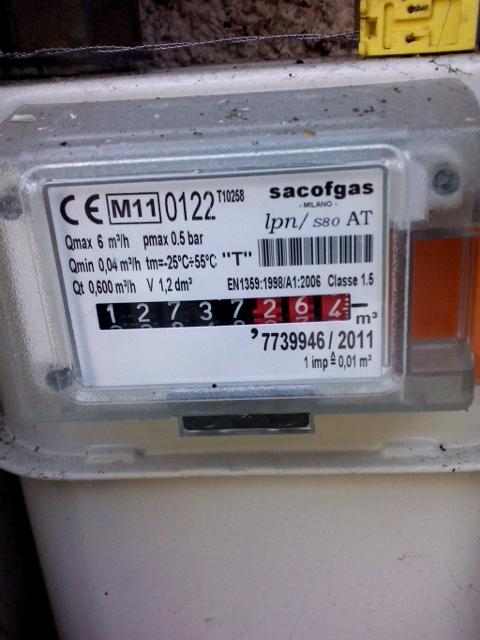 CE M11 0122 T10258
sacofgas
- MILANO -
lpn/ S80 AT
Qmax 6 m³/h pmax 0.5 bar
Qmin 0,04 m³/h tm=-25°C÷55°C "T"
Qt 0,600 m³/h V 1,2 dm³
EN1359:1998/A1:2006 Classe 1.5
1 2 7 3 7 2 6 4 m³
7739946 / 2011
1 imp ≙ 0,01 m³